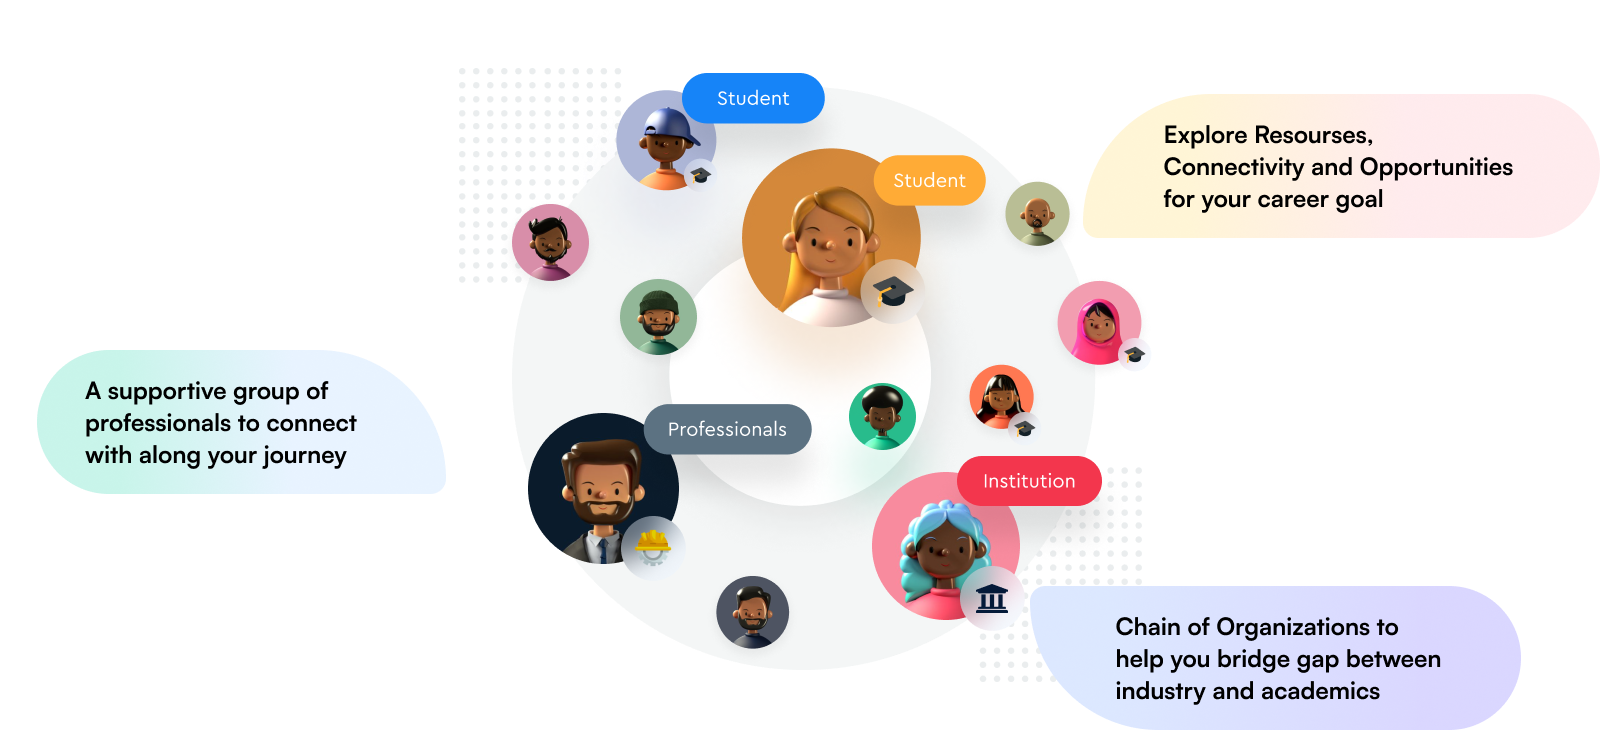 Student
Student
Explore Resourses,
Connectivity and Opportunities
for your career goal
A supportive group of
professionals to connect
with along your journey
Professionals
Institution
Chain of Organizations to
help you bridge gap between
industry and academics